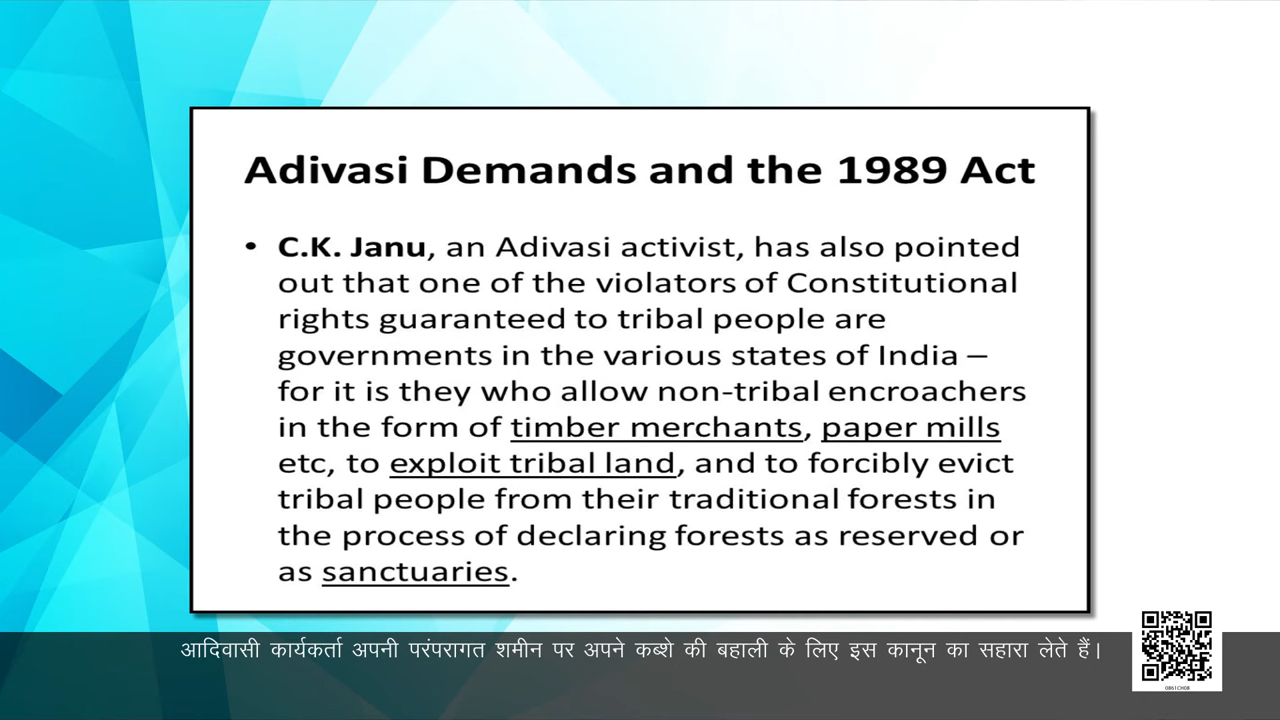 Adivasi Demands and the 1989 Act
• C.K. Janu, an Adivasi activist, has also pointed
out that one of the violators of Constitutional
rights guaranteed to tribal people are
governments in the various states of India –
for it is they who allow non-tribal encroachers
in the form of timber merchants, paper mills
etc, to exploit tribal land, and to forcibly evict
tribal people from their traditional forests in
the process of declaring forests as reserved or
as sanctuaries.
आदिवासी कार्यकर्ता अपनी परंपरागत शमीन पर अपने कब्शे की बहाली के लिए इस कानून का सहारा लेते हैं।
0861CH08